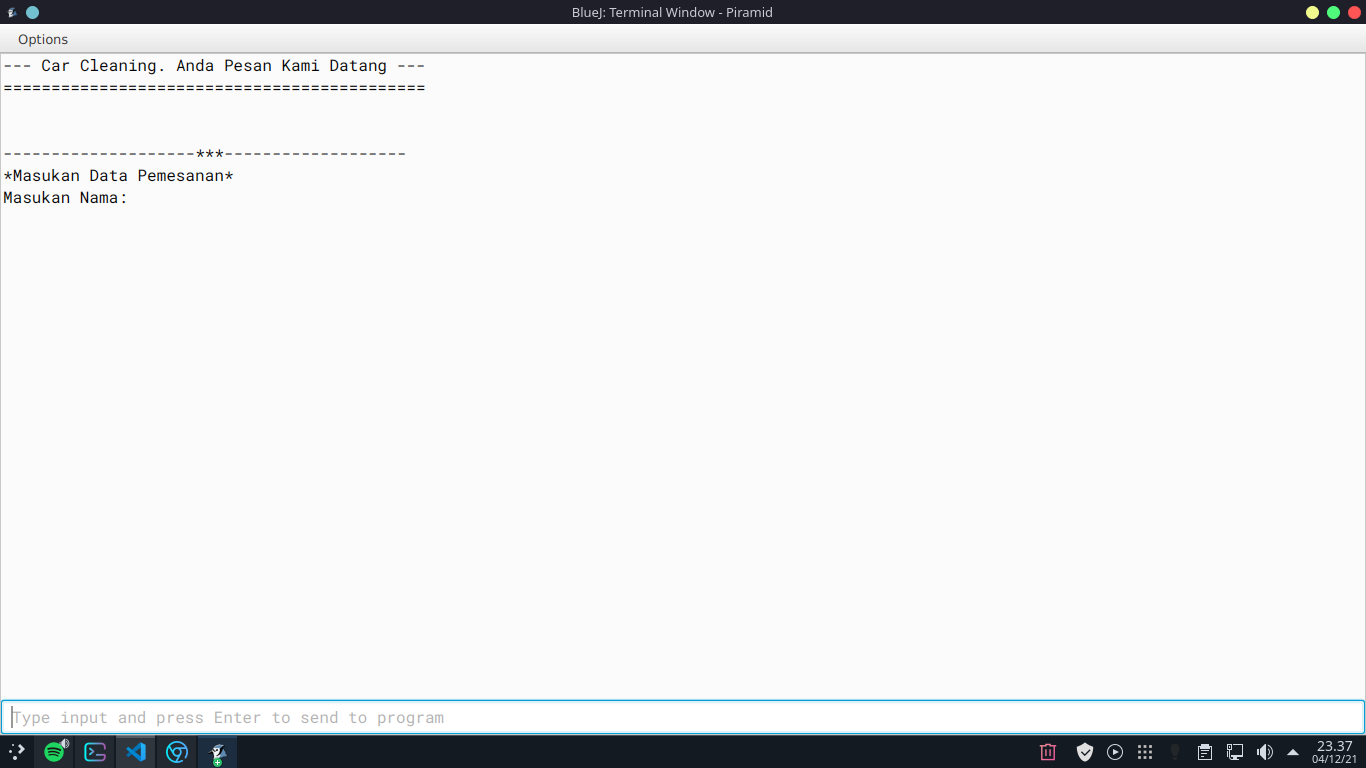 BlueJ: Terminal Window - Piramid
Options
--- Car Cleaning. Anda Pesan Kami Datang ---
============================================
--------------------***-------------------
*Masukan Data Pemesanan*
Masukan Nama:
Type input and press Enter to send to program
23.37
04/12/21